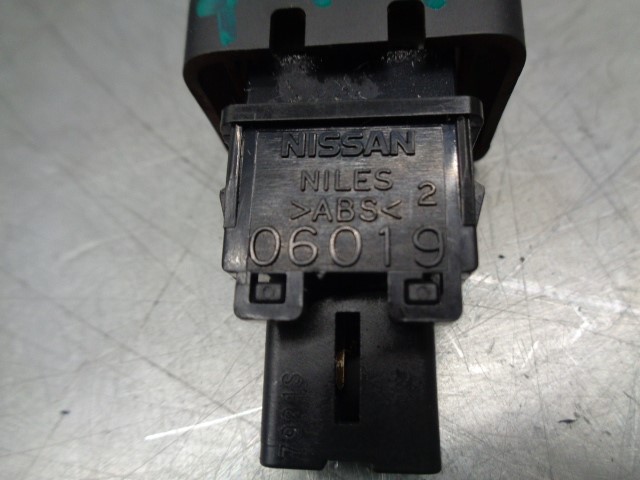 NISSAN
NILES
>ABS< 2
06019